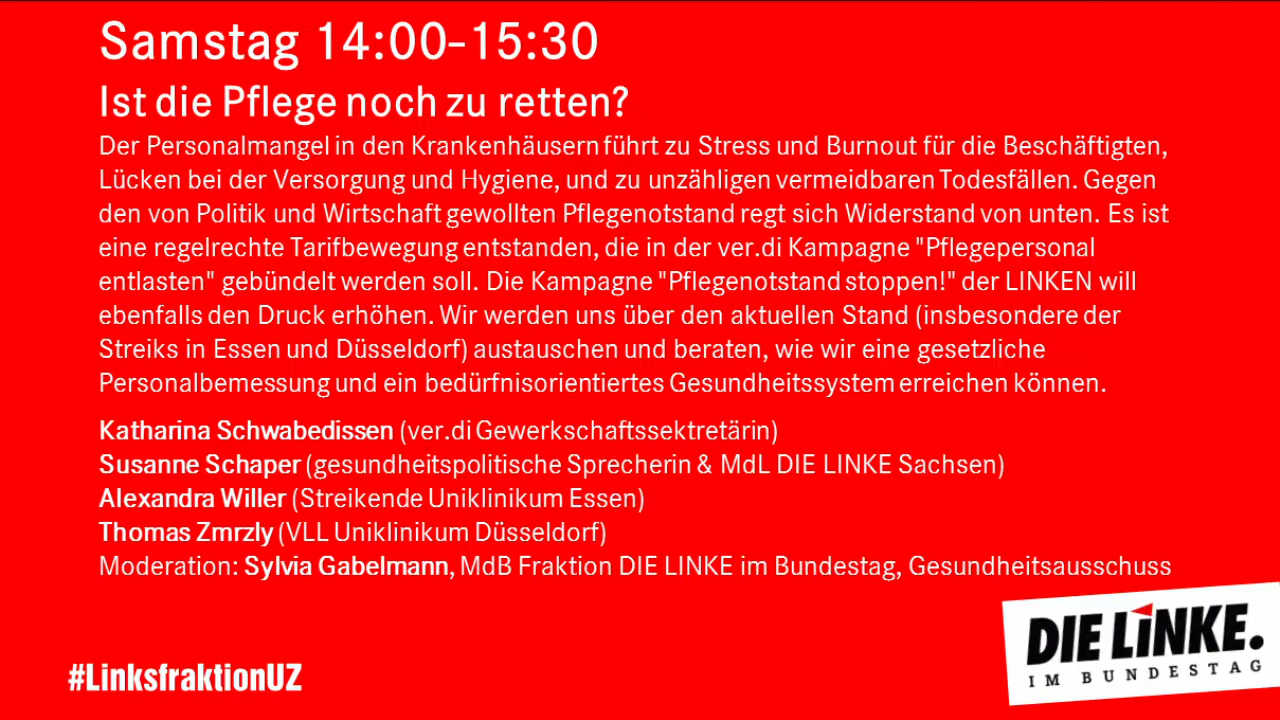 Samstag 14:00-15:30
Ist die Pflege noch zu retten?
Der Personalmangel in den Krankenhäusern führt zu Stress und Burnout für die Beschäftigten,
Lücken bei der Versorgung und Hygiene, und zu unzähligen vermeidbaren Todesfällen. Gegen
den von Politik und Wirtschaft gewollten Pflegenotstand regt sich Widerstand von unten. Es ist
eine regelrechte Tarifbewegung entstanden, die in der ver.di Kampagne "Pflegepersonal
entlasten" gebündelt werden soll. Die Kampagne "Pflegenotstand stoppen!" der LINKEN will
ebenfalls den Druck erhöhen. Wir werden uns über den aktuellen Stand (insbesondere der
Streiks in Essen und Düsseldorf) austauschen und beraten, wie wir eine gesetzliche
Personalbemessung und ein bedürfnisorientiertes Gesundheitssystem erreichen können.
Katharina Schwabedissen (ver.di Gewerkschaftssektretärin)
Susanne Schaper (gesundheitspolitische Sprecherin & MdL DIE LINKE Sachsen)
Alexandra Willer (Streikende Uniklinikum Essen)
Thomas Zmrzly (VLL Uniklinikum Düsseldorf)
Moderation: Sylvia Gabelmann, MdB Fraktion DIE LINKE im Bundestag, Gesundheitsausschuss
DIE LINKE.
IM BUNDESTAG
#LinksfraktionUZ